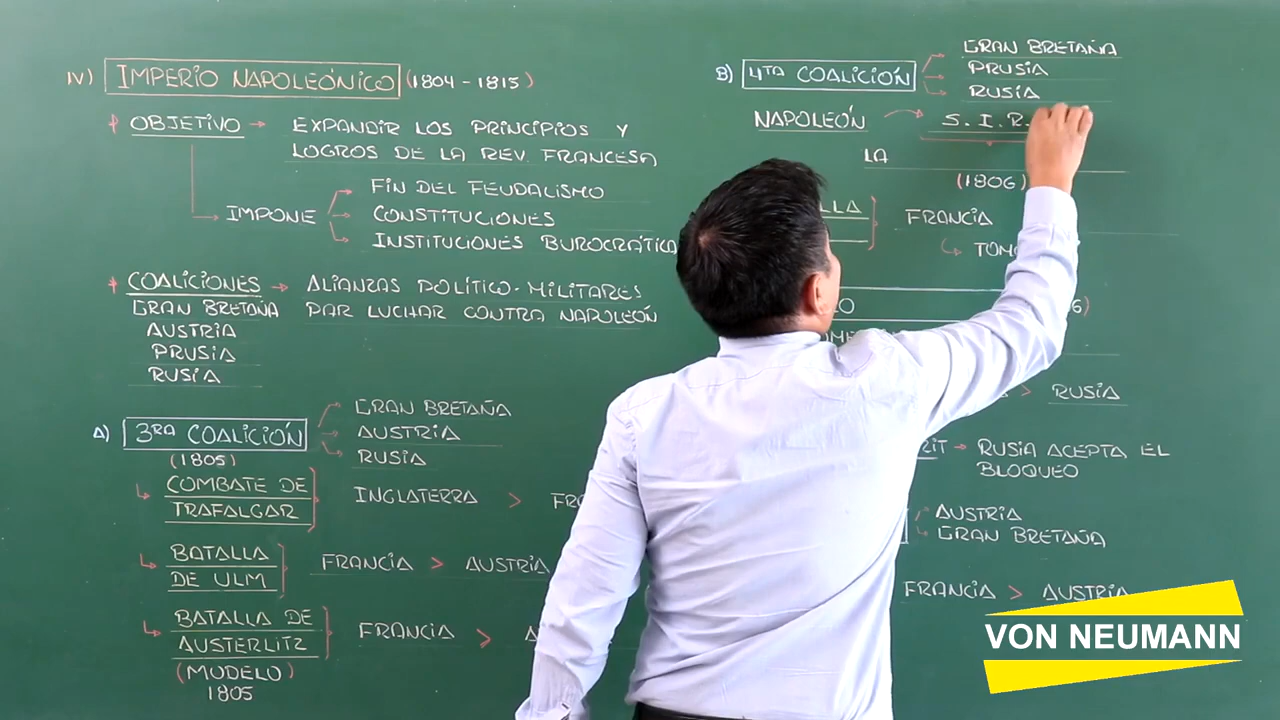 IV) IMPERIO NAPOLEÓNICO (1804 - 1815)
OBJETIVO → EXPANDIR LOS PRINCIPIOS Y
LOGROS DE LA REV. FRANCESA
IMPONE → FIN DEL FEUDALISMO
CONSTITUCIONES
INSTITUCIONES BUROCRÁTICA
COALICIONES → ALIANZAS POLÍTICO-MILITARES
GRAN BRETAÑA PAR LUCHAR CONTRA NAPOLEÓN
AUSTRIA
PRUSIA
RUSIA
A) 3RA COALICIÓN
(1805)
GRAN BRETAÑA
AUSTRIA
RUSIA
COMBATE DE
TRAFALGAR
INGLATERRA >
BATALLA
DE ULM
FRANCIA > AUSTRIA
BATALLA DE
AUSTERLITZ
(MODELO)
1805
FRANCIA >
B) 4TA COALICIÓN
GRAN BRETAÑA
PRUSIA
RUSIA
NAPOLEÓN → S. I. R.
LA
(1806)
FRANCIA
> RUSIA
→ RUSIA ACEPTA EL
BLOQUEO
AUSTRIA
GRAN BRETAÑA
FRANCIA > AUSTRIA
VON NEUMANN